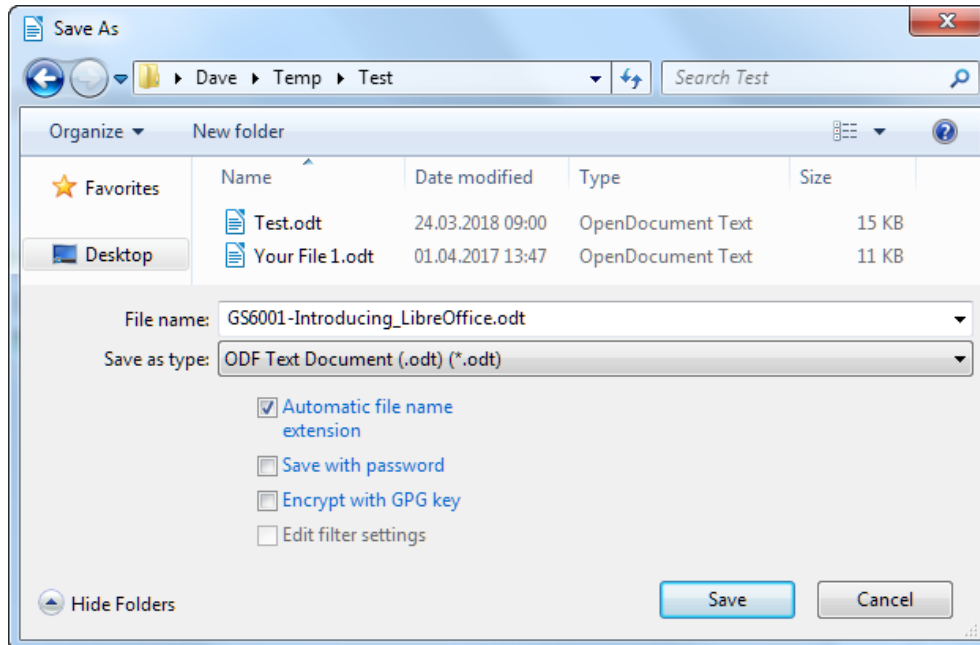 Save As
Dave Temp Test Search Test
Organize New folder
Favorites
Desktop
Name Date modified Type Size
Test.odt 24.03.2018 09:00 OpenDocument Text 15 KB
Your File 1.odt 01.04.2017 13:47 OpenDocument Text 11 KB
File name: GS6001-Introducing_LibreOffice.odt
Save as type: ODF Text Document (.odt) (*.odt)
Automatic file name
extension
Save with password
Encrypt with GPG key
Edit filter settings
Hide Folders Save Cancel